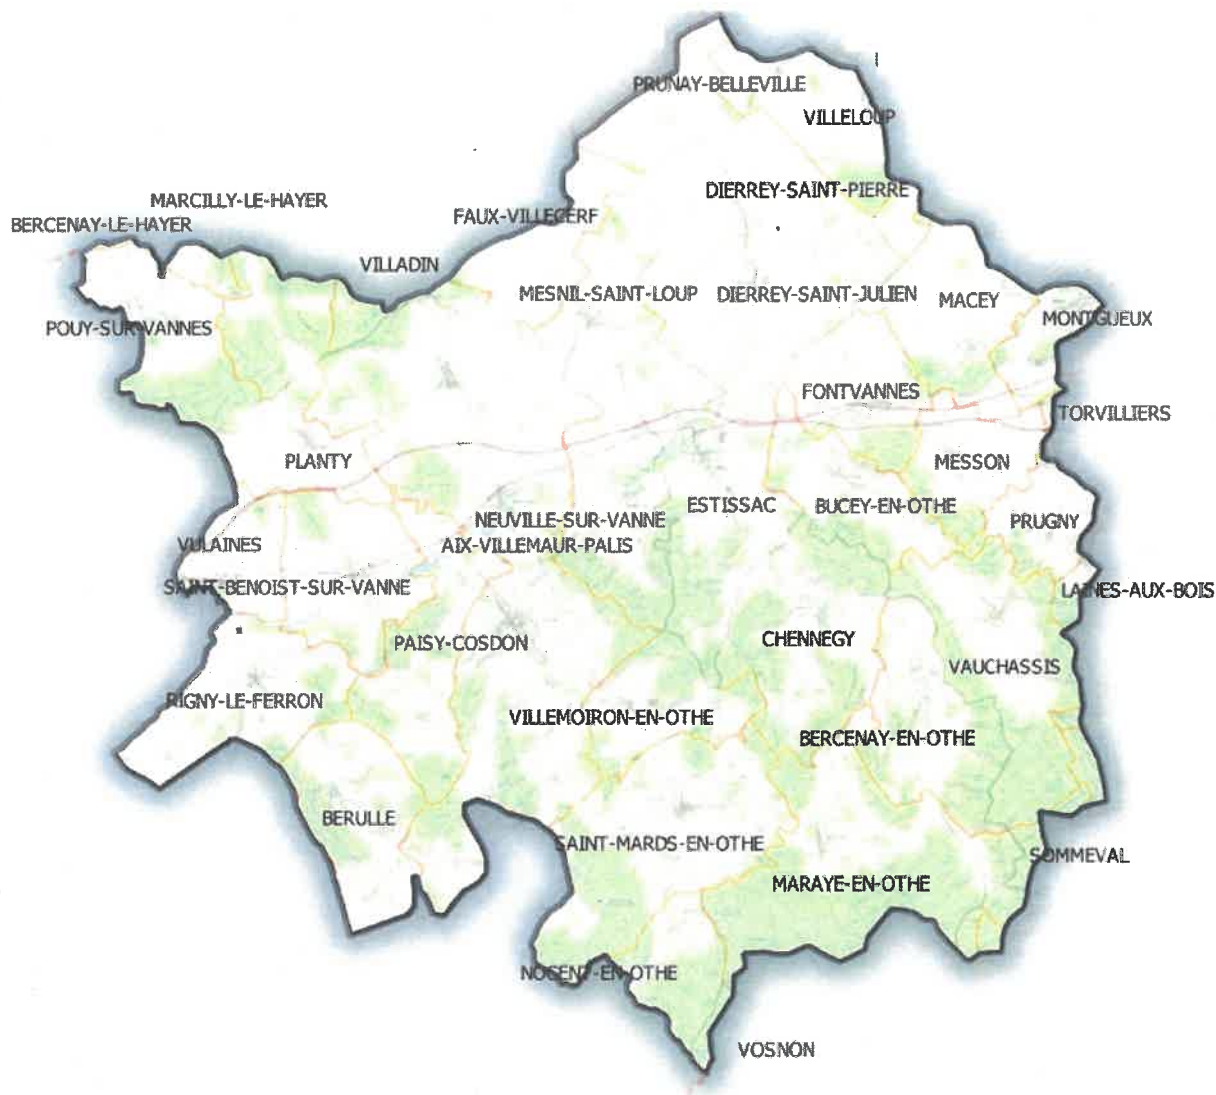 PRUNAY-BELLEVILLE
VILLELOUP
DIERREY-SAINT-PIERRE
MARCILLY-LE-HAYER
FAUX-VILLECERF
BERCENAY-LE-HAYER
VILLADIN
MESNIL-SAINT-LOUP
DIERREY-SAINT-JULIEN
MACEY
MONTGUEUX
POUY-SUR-VANNES
FONTVANNES
TORVILLIERS
PLANTY
MESSON
ESTISSAC
BUCEY-EN-OTHE
NEUVILLE-SUR-VANNE
PRUGNY
VULAINES
AIX-VILLEMAUR-PALIS
SAINT-BENOIST-SUR-VANNE
LAINES-AUX-BOIS
PAISY-COSDON
CHENNEGY
VAUCHASSIS
RIGNY-LE-FERRON
VILLEMOIRON-EN-OTHE
BERCENAY-EN-OTHE
BERULLE
SAINT-MARDS-EN-OTHE
SOMMEVAL
MARAYE-EN-OTHE
NOGENT-EN-OTHE
VOSNON